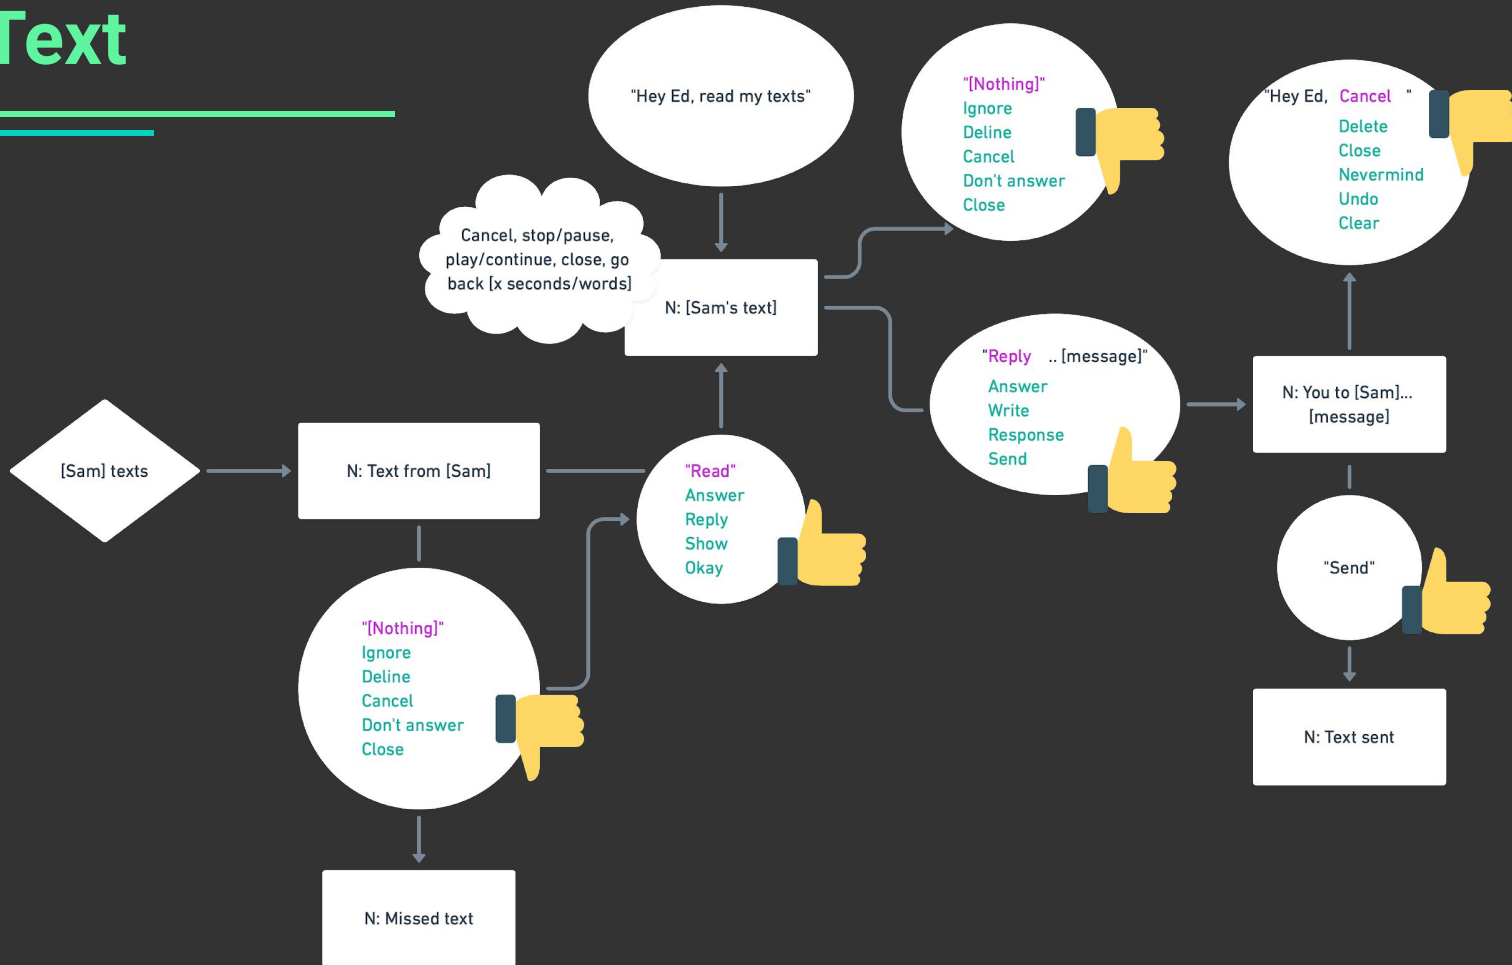 Text
"Hey Ed, read my texts"
"[Nothing]"
Ignore
Deline
Cancel
Don't answer
Close
"Hey Ed, Cancel "
Delete
Close
Nevermind
Undo
Clear
Cancel, stop/pause,
play/continue, close, go
back [x seconds/words]
N: [Sam's text]
"Reply .. [message]"
Answer
Write
Response
Send
N: You to [Sam]...
[message]
[Sam] texts
N: Text from [Sam]
"Read"
Answer
Reply
Show
Okay
"Send"
"[Nothing]"
Ignore
Deline
Cancel
Don't answer
Close
N: Text sent
N: Missed text